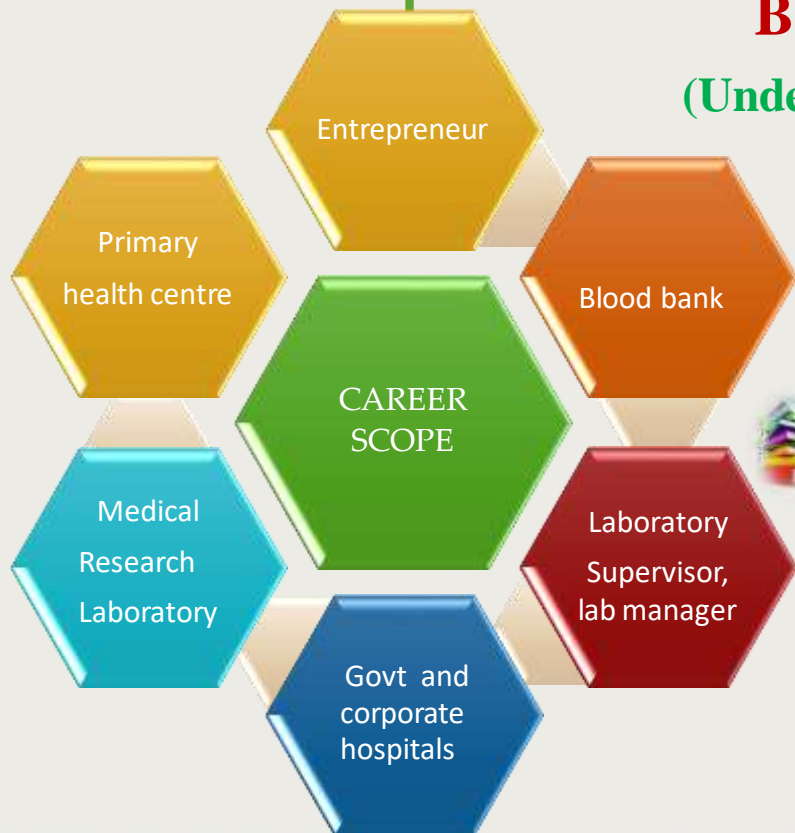 B
(Unde
Entrepreneur
Primary
health centre
Blood bank
CAREER
SCOPE
Medical
Research
Laboratory
Laboratory
Supervisor,
lab manager
Govt and
corporate
hospitals